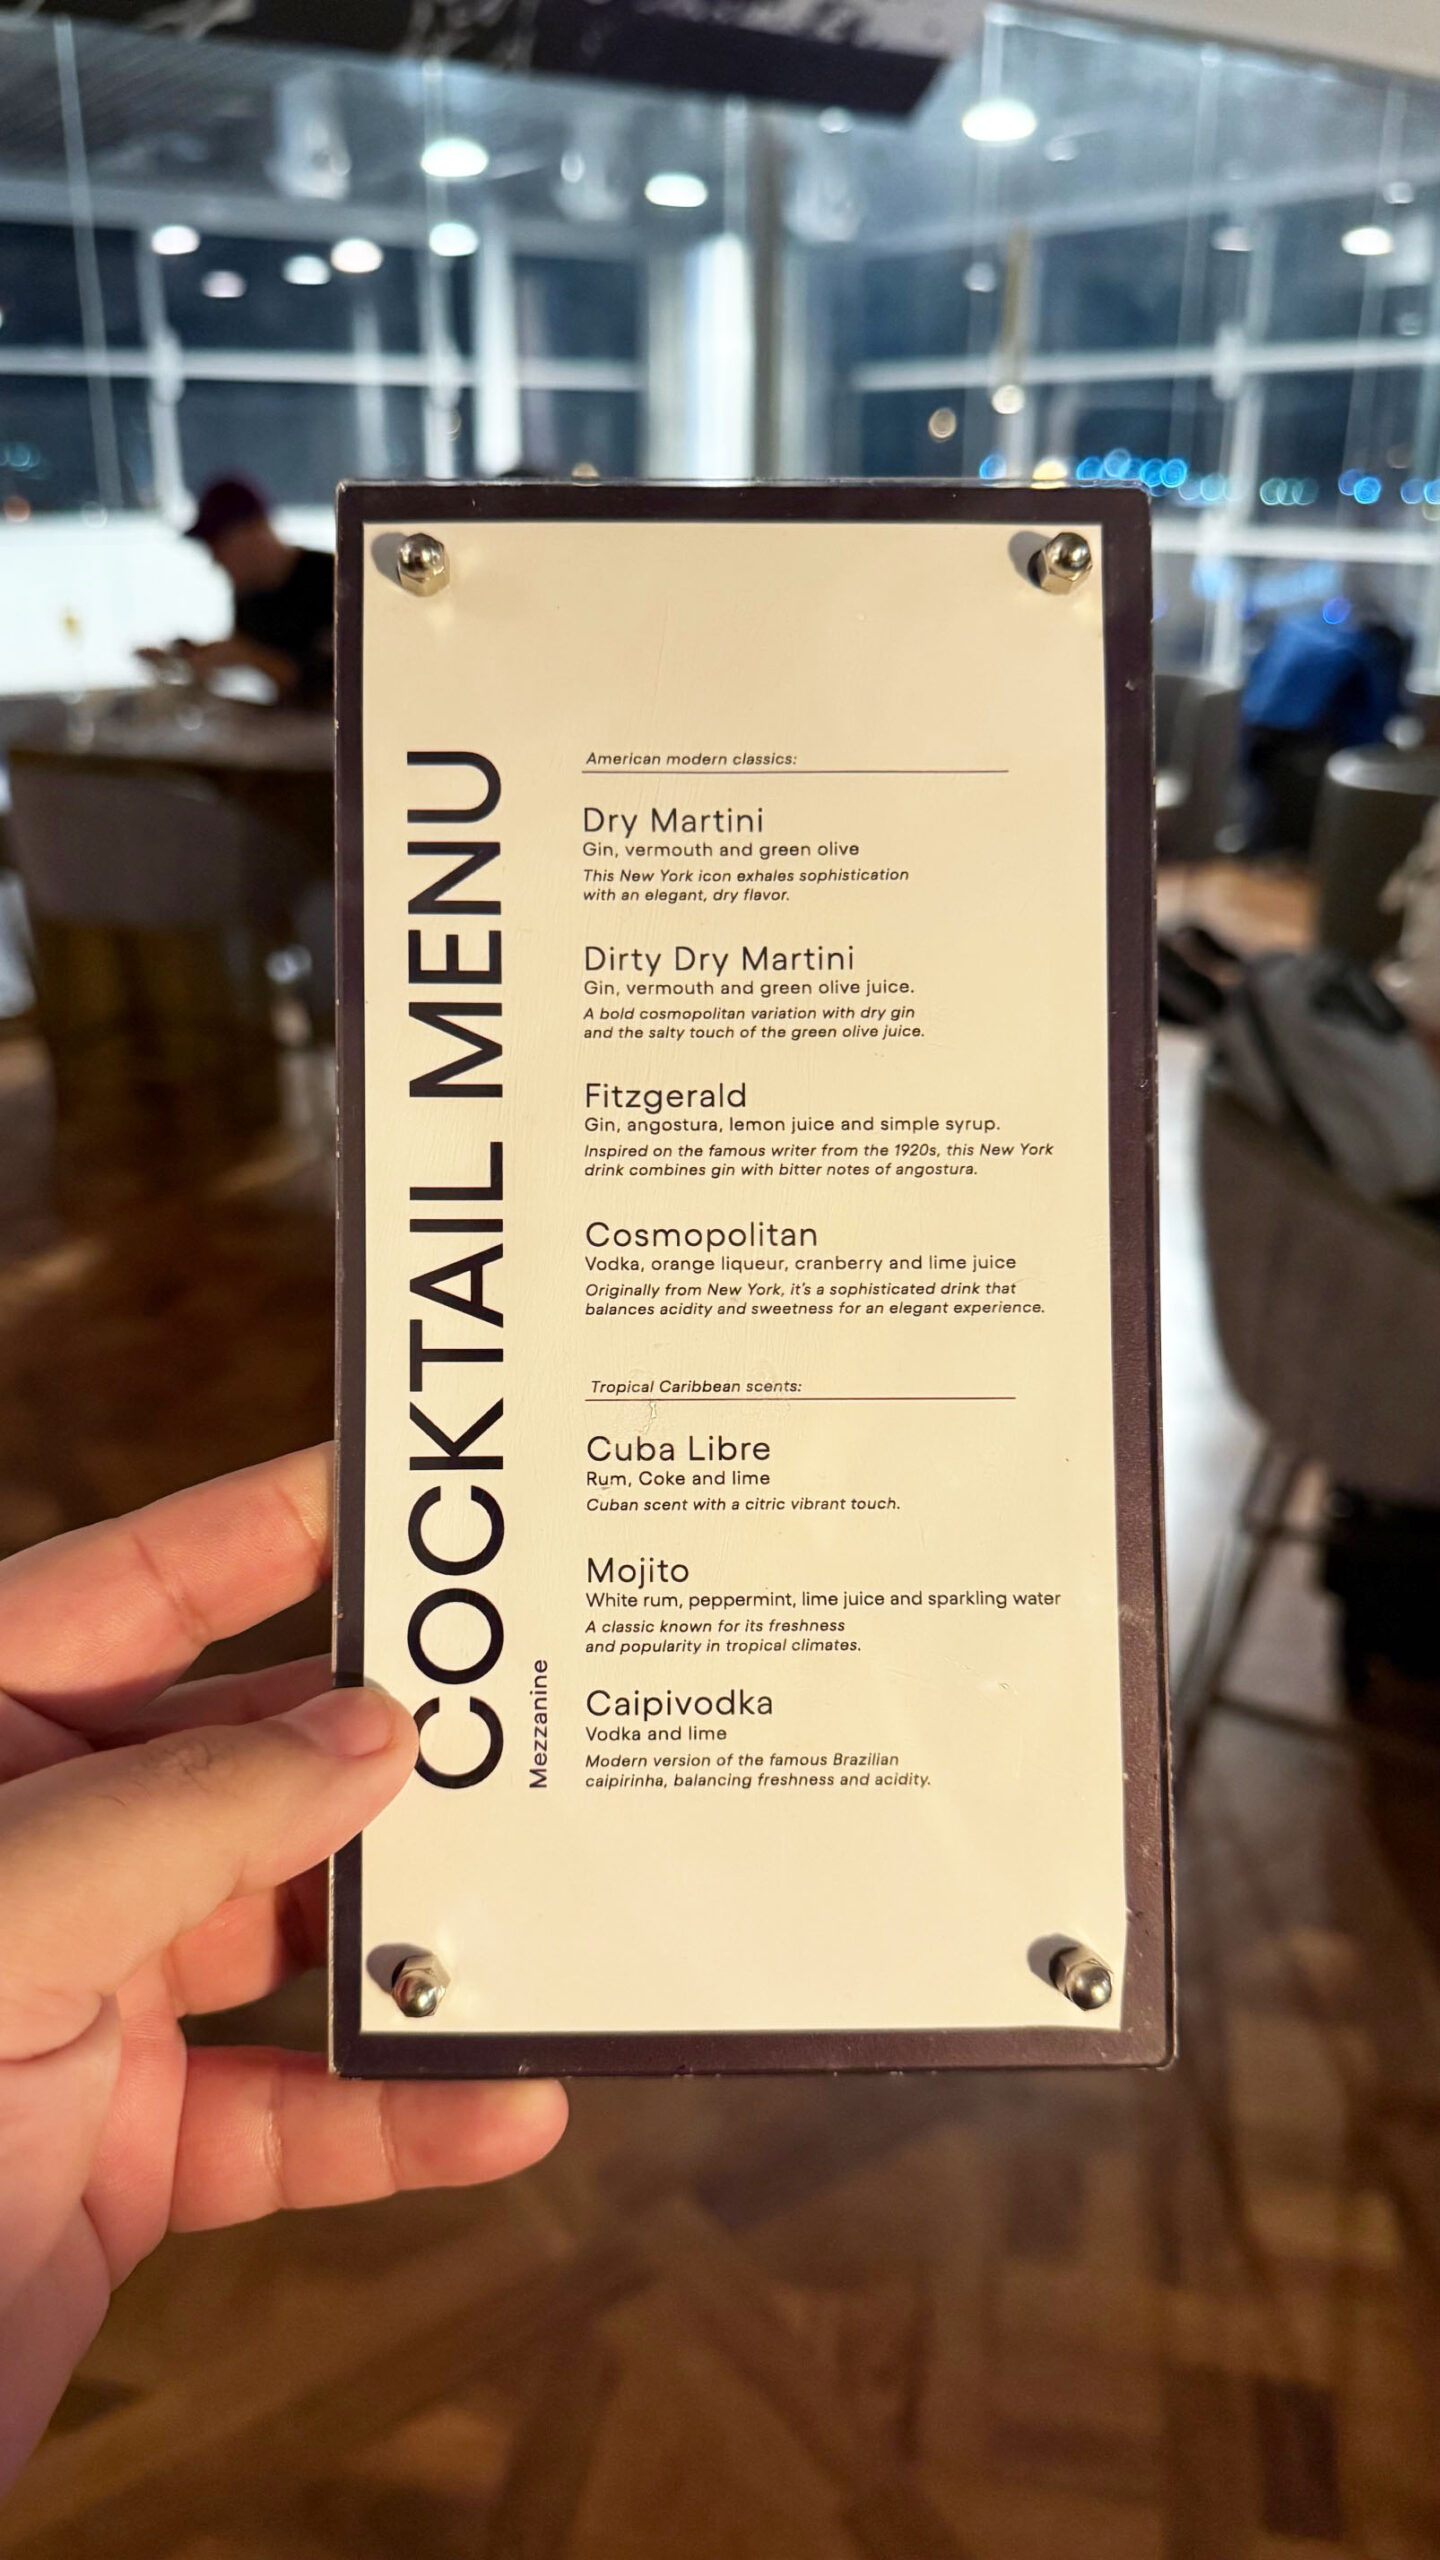 COCKTAIL MENU
Mezzanine
American modern classics:
Dry Martini
Gin, vermouth and green olive
This New York icon exhales sophistication
with an elegant, dry flavor.
Dirty Dry Martini
Gin, vermouth and green olive juice.
A bold cosmopolitan variation with dry gin
and the salty touch of the green olive juice.
Fitzgerald
Gin, angostura, lemon juice and simple syrup.
Inspired on the famous writer from the 1920s, this New York
drink combines gin with bitter notes of angostura.
Cosmopolitan
Vodka, orange liqueur, cranberry and lime juice
Originally from New York, it's a sophisticated drink that
balances acidity and sweetness for an elegant experience.
Tropical Caribbean scents:
Cuba Libre
Rum, Coke and lime
Cuban scent with a citric vibrant touch.
Mojito
White rum, peppermint, lime juice and sparkling water
A classic known for its freshness
and popularity in tropical climates.
Caipivodka
Vodka and lime
Modern version of the famous Brazilian
caipirinha, balancing freshness and acidity.